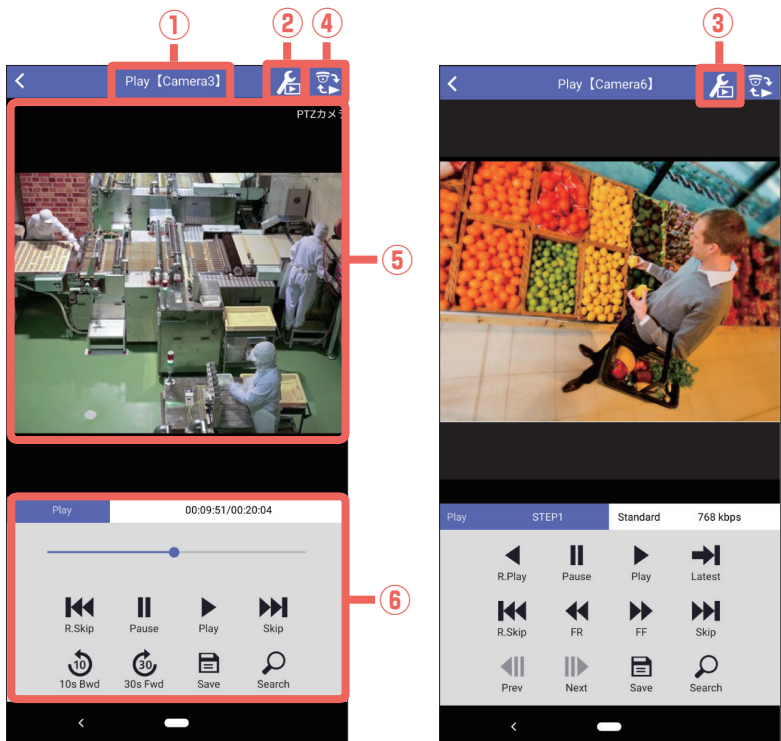 ① ② ④
Play【Camera3】
PTZカメラ
⑤
Play 00:09:51/00:20:04
R.Skip Pause Play Skip
⑥
10 30
10s Bwd 30s Fwd Save Search
③
Play【Camera6】
Play STEP1 Standard 768 kbps
R.Play Pause Play Latest
R.Skip FR FF Skip
Prev Next Save Search